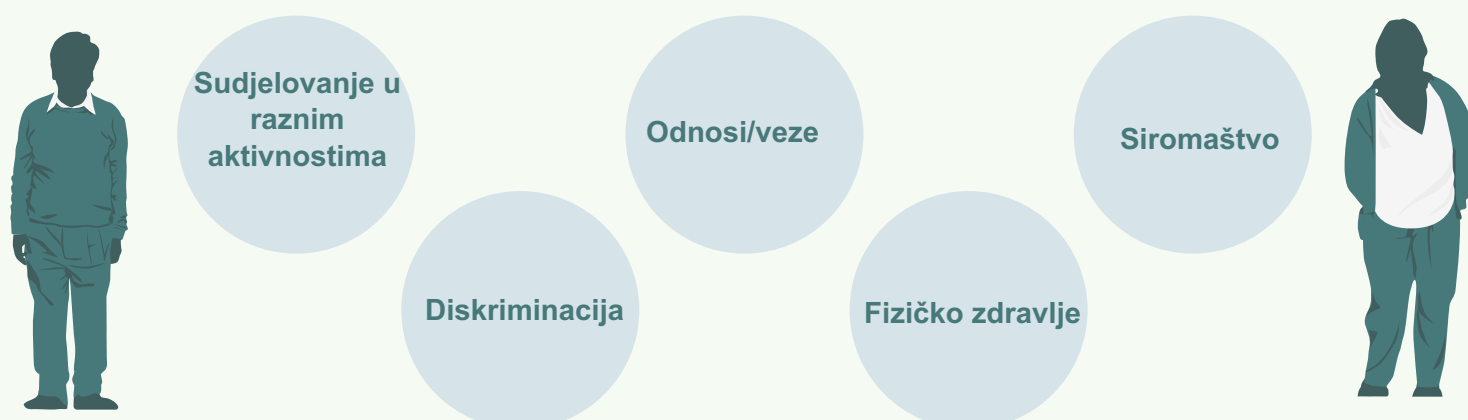 Sudjelovanje u
raznim
aktivnostima
Odnosi/veze
Siromaštvo
Diskriminacija
Fizičko zdravlje